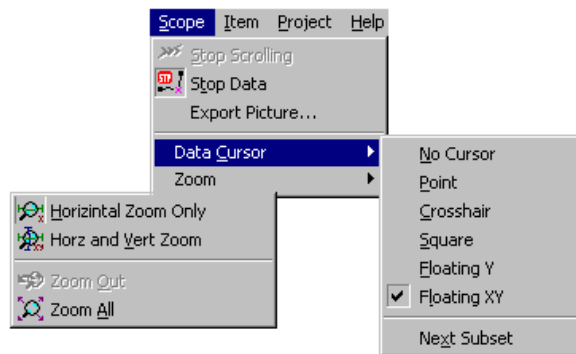 Scope Item Project Help
Stop Scrolling
STP
Stop Data
Export Picture...
Data Cursor
Zoom
Horizintal Zoom Only
Horz and Vert Zoom
Zoom Out
Zoom All
No Cursor
Point
Crosshair
Square
Floating Y
Floating XY
Next Subset